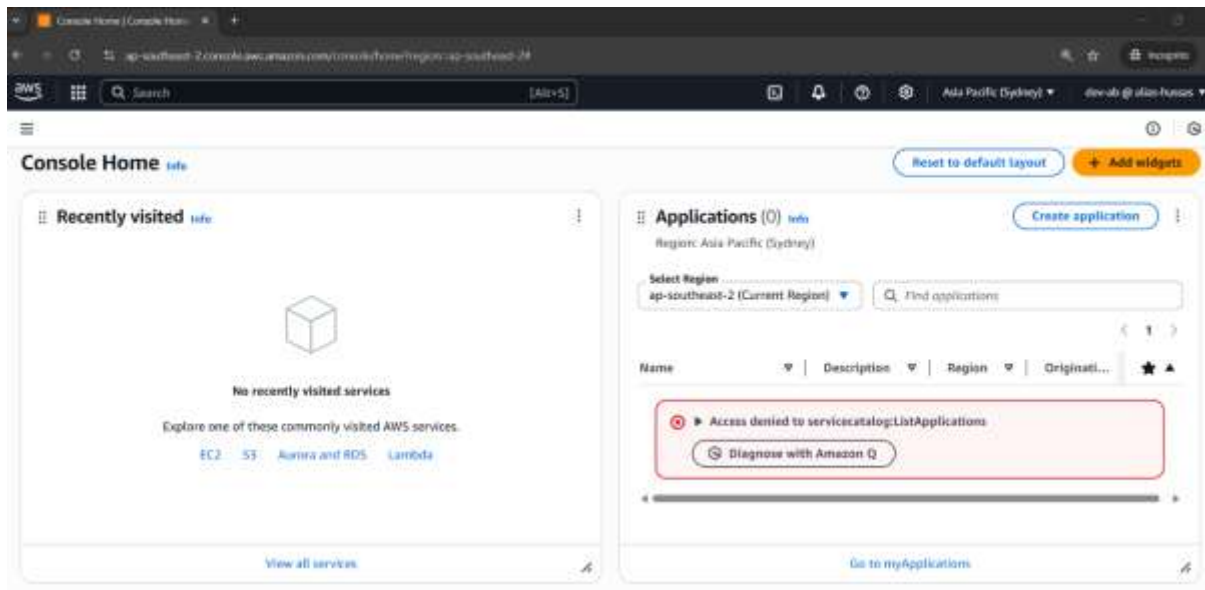 Console Home | Console Home
ap-southeast-2.console.aws.amazon.com/console/home?region=ap-southeast-2#
Incognito
aws
Search
[Alt+S]
Asia Pacific (Sydney)
dev-ab @
Console Home Info
Reset to default layout
+ Add widgets
Recently visited Info
No recently visited services
Explore one of these commonly visited AWS services.
EC2 S3 Aurora and RDS Lambda
View all services
Applications (0) Info
Create application
Region: Asia Pacific (Sydney)
Select Region
ap-southeast-2 (Current Region)
Find applications
1
Name Description Region Originati...
Access denied to servicecatalog:ListApplications
Diagnose with Amazon Q
Go to myApplications